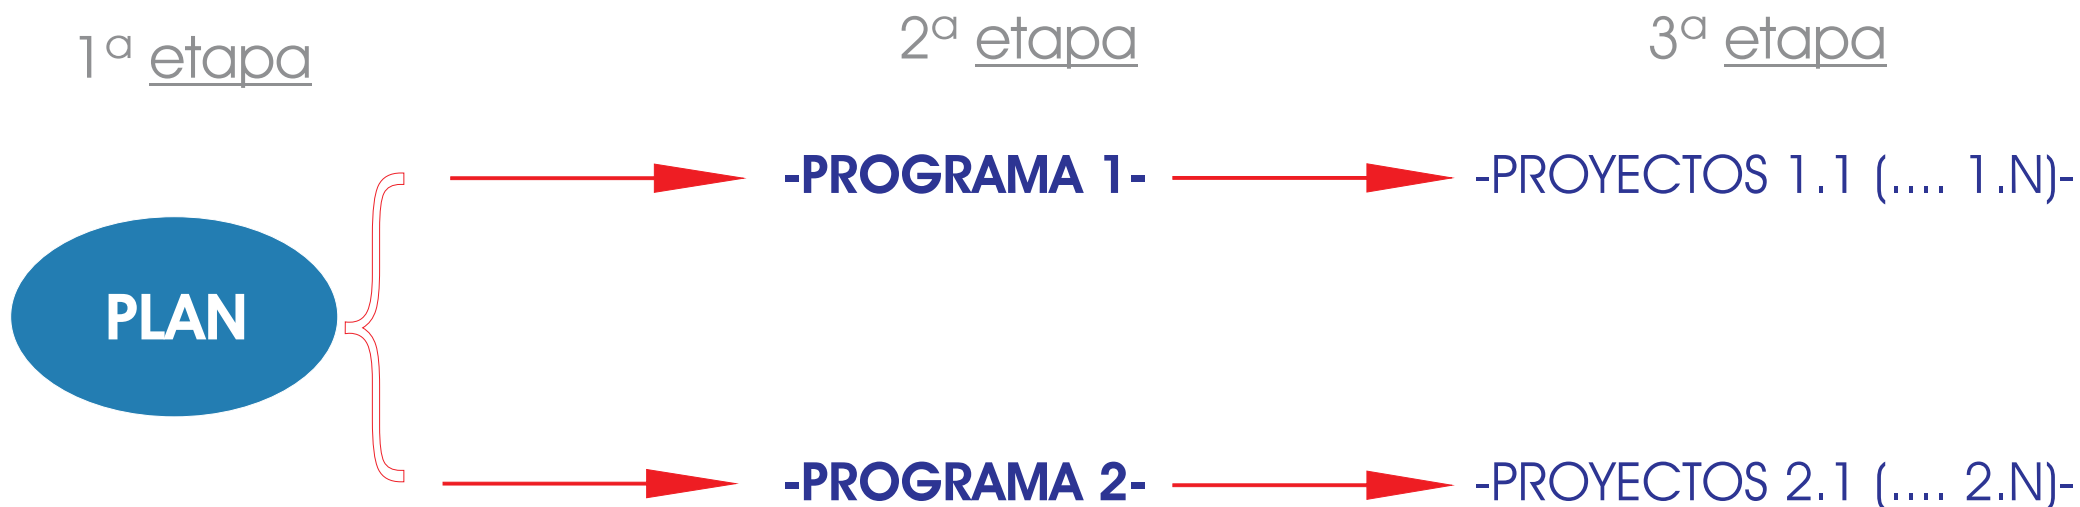 1ª etapa
2ª etapa
3ª etapa
-PROGRAMA 1-
-PROYECTOS 1.1 (.... 1.N)-
PLAN
-PROGRAMA 2-
-PROYECTOS 2.1 (.... 2.N)-